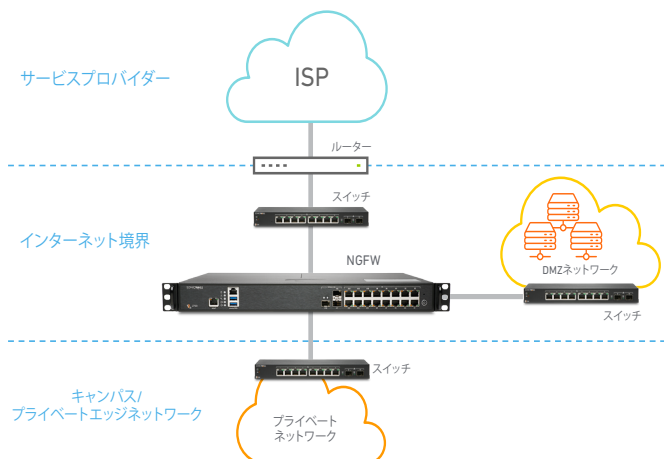 サービスプロバイダー
ISP
ルーター
スイッチ
インターネット境界
NGFW
DMZネットワーク
スイッチ
スイッチ
キャンパス/
プライベートエッジネットワーク
プライベート
ネットワーク